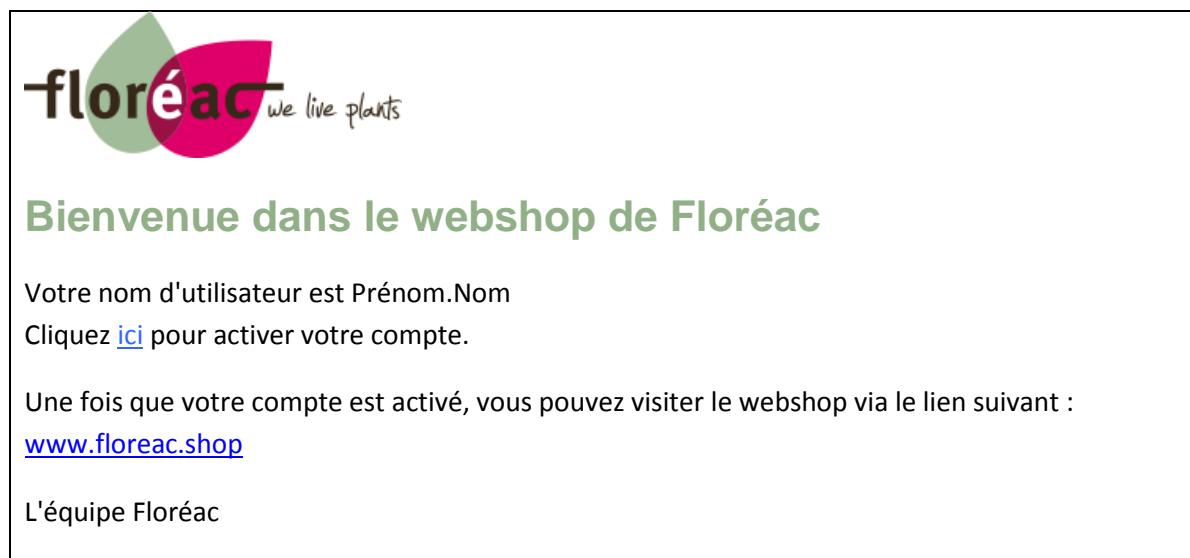 floréac we live plants
Bienvenue dans le webshop de Floréac
Votre nom d'utilisateur est Prénom.Nom
Cliquez ici pour activer votre compte.
Une fois que votre compte est activé, vous pouvez visiter le webshop via le lien suivant :
www.floreac.shop
L'équipe Floréac